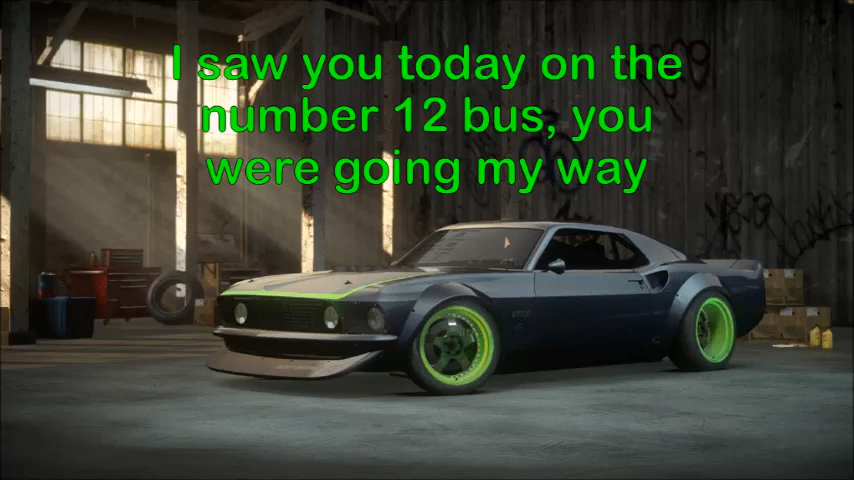 I saw you today on the
number 12 bus, you
were going my way